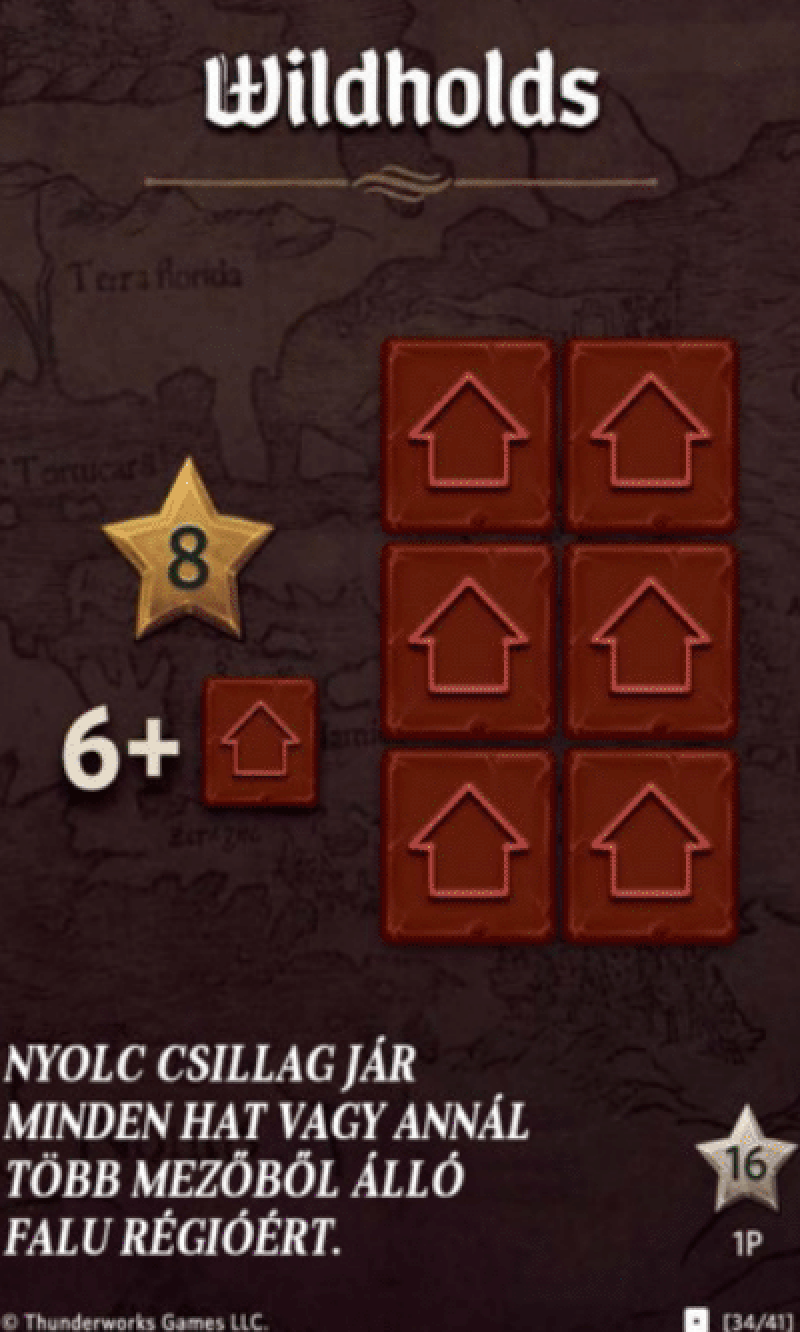 Wildholds
Terra florida
8
6+
NYOLC CSILLAG JÁR
MINDEN HAT VAGY ANNÁL
TÖBB MEZŐBŐL ÁLLÓ
FALU RÉGIÓÉRT.
16
1P
© Thunderworks Games LLC.
[34/41]